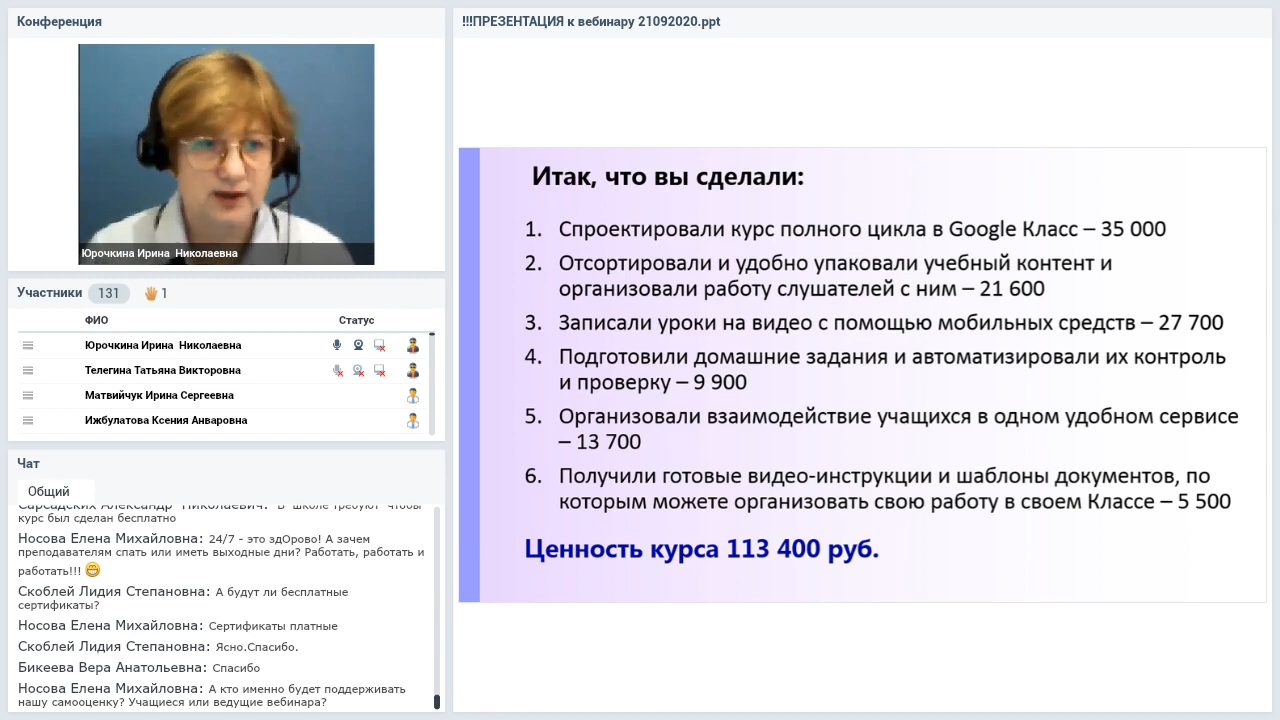 Конференция
Юрочкина Ирина Николаевна
Участники 131 1
ФИО Статус
Юрочкина Ирина Николаевна
Телегина Татьяна Викторовна
Матвийчук Ирина Сергеевна
Ижбулатова Ксения Анваровна
Чат
Общий
Сарсадских Александр Николаевич: В школе требуют чтобы
курс был сделан бесплатно
Носова Елена Михайловна: 24/7 - это здОрово! А зачем
преподавателям спать или иметь выходные дни? Работать, работать и
работать!!!
Скоблей Лидия Степановна: А будут ли бесплатные
сертификаты?
Носова Елена Михайловна: Сертификаты платные
Скоблей Лидия Степановна: Ясно.Спасибо.
Бикеева Вера Анатольевна: Спасибо
Носова Елена Михайловна: А кто именно будет поддерживать
нашу самооценку? Учащиеся или ведущие вебинара?
!!!ПРЕЗЕНТАЦИЯ к вебинару 21092020.ppt
Итак, что вы сделали:
1. Спроектировали курс полного цикла в Google Класс – 35 000
2. Отсортировали и удобно упаковали учебный контент и
организовали работу слушателей с ним – 21 600
3. Записали уроки на видео с помощью мобильных средств – 27 700
4. Подготовили домашние задания и автоматизировали их контроль
и проверку – 9 900
5. Организовали взаимодействие учащихся в одном удобном сервисе
– 13 700
6. Получили готовые видео-инструкции и шаблоны документов, по
которым можете организовать свою работу в своем Классе – 5 500
Ценность курса 113 400 руб.